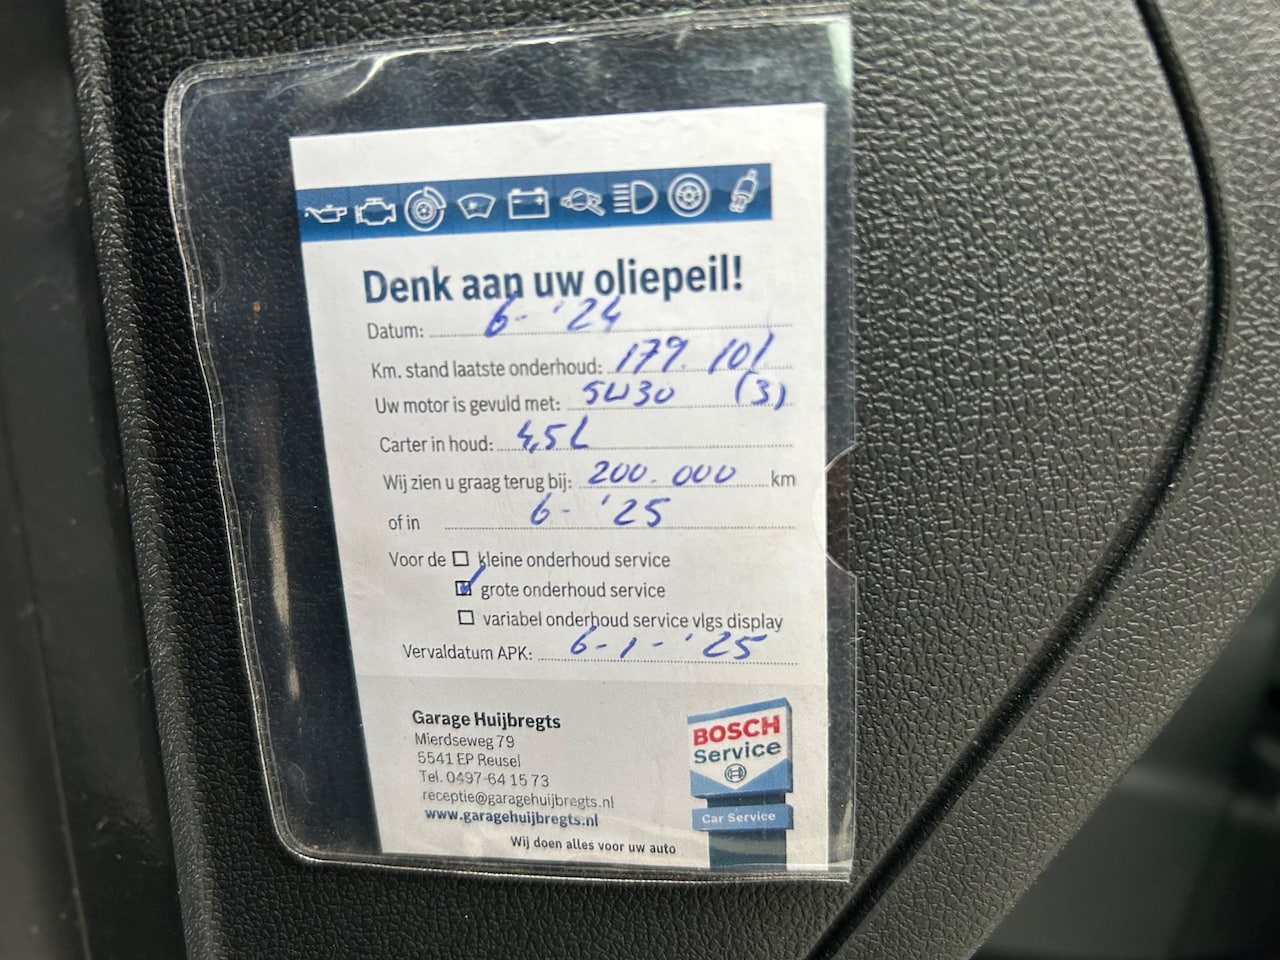 Denk aan uw oliepeil!
Datum: 6- '24
Km. stand laatste onderhoud: 179.101
Uw motor is gevuld met: 5W30 (3)
Carter in houd: 4,5L
Wij zien u graag terug bij: 200.000 km
of in 6- '25
Voor de kleine onderhoud service
grote onderhoud service
variabel onderhoud service vlgs display
Vervaldatum APK: 6-1-'25
Garage Huijbregts
Mierdseweg 79
5541 EP Reusel
Tel. 0497-64 15 73
receptie@garagehuijbregts.nl
www.garagehuijbregts.nl
Wij doen alles voor uw auto
BOSCH
Service
Car Service